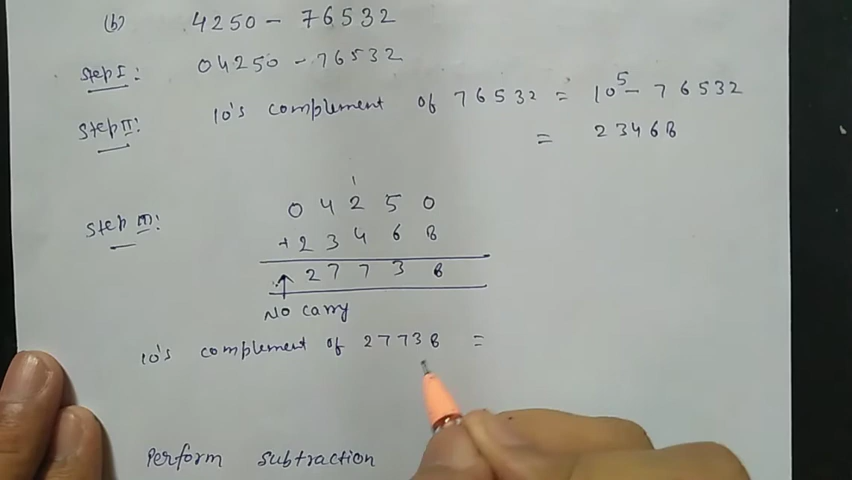 (b) 4250 - 76532
Step I: 04250 - 76532
Step II: 10's complement of 76532 = 10⁵ - 76532
= 23468
1
Step III: 0 4 2 5 0
+ 2 3 4 6 8
↑ 2 7 7 3 8
No carry
10's complement of 27738 =
Perform subtraction